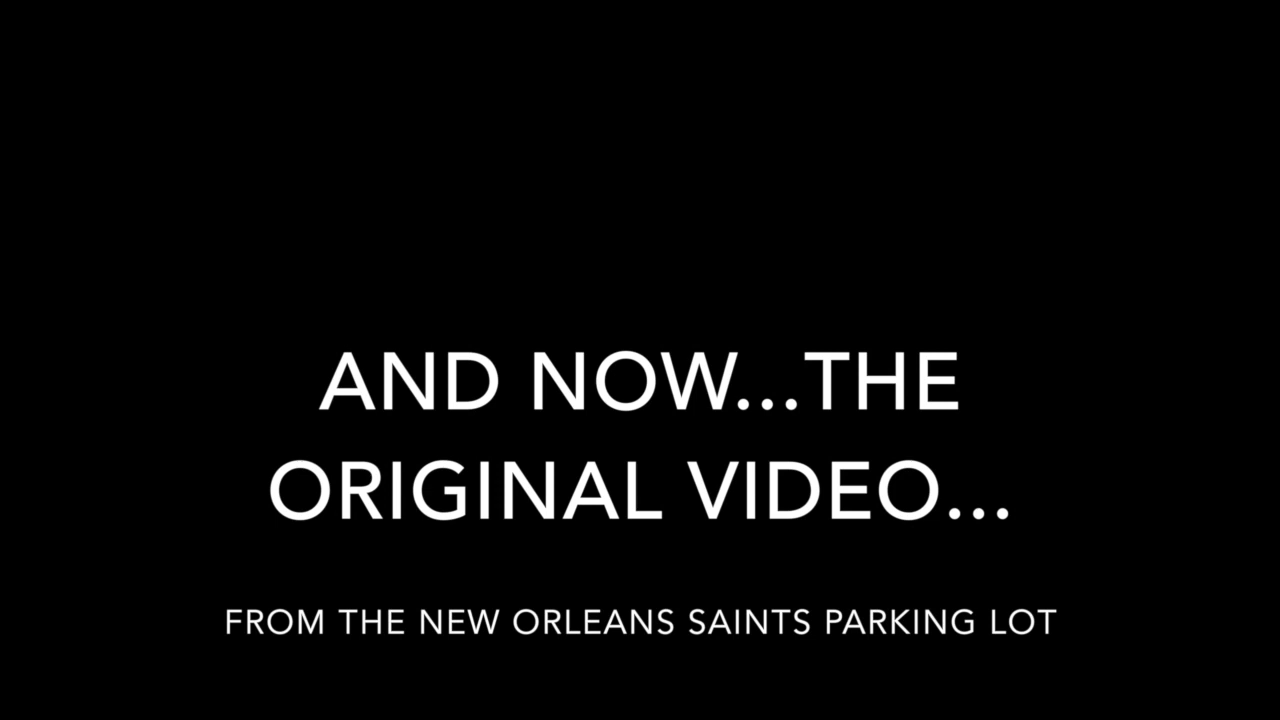 AND NOW...THE
ORIGINAL VIDEO...
FROM THE NEW ORLEANS SAINTS PARKING LOT